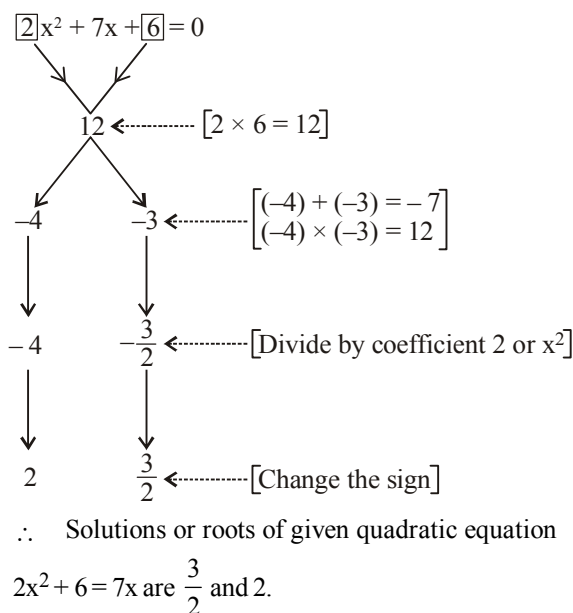 2x² + 7x + 6 = 0
12 [2 × 6 = 12]
–4 –3 [(–4) + (–3) = – 7
(–4) × (–3) = 12]
– 4 –3/2 [Divide by coefficient 2 or x²]
2 3/2 [Change the sign]
∴ Solutions or roots of given quadratic equation
2x² + 6 = 7x are 3/2 and 2.